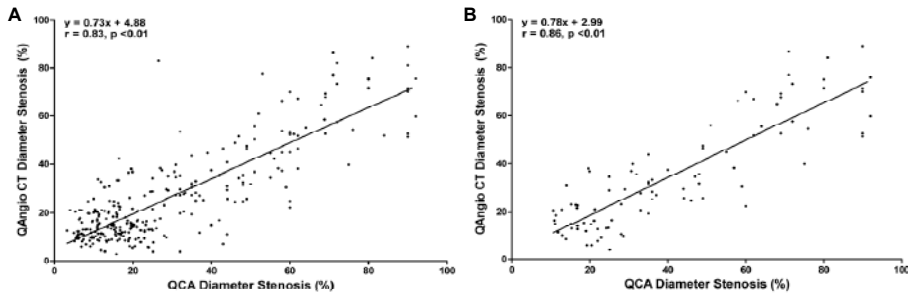 A
y = 0.73x + 4.88
r = 0.83, p <0.01
QAngio CT Diameter Stenosis (%)
100
80
60
40
20
0
20
40
60
80
100
QCA Diameter Stenosis (%)
B
y = 0.78x + 2.99
r = 0.86, p <0.01
QAngio CT Diameter Stenosis (%)
100
80
60
40
20
0
0
20
40
60
80
100
QCA Diameter Stenosis (%)